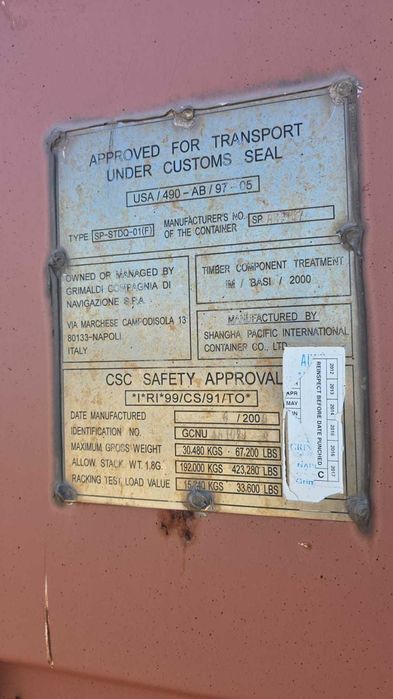 APPROVED FOR TRANSPORT
UNDER CUSTOMS SEAL
USA / 490 - AB / 97 - 05
TYPE SP-STDQ-01(F) MANUFACTURER'S NO. OF THE CONTAINER SP
OWNED OR MANAGED BY
GRIMALDI COMPAGNIA DI
NAVIGAZIONE S.P.A.
VIA MARCHESE CAMPODISOLA 13
80133-NAPOLI
ITALY
TIMBER COMPONENT TREATMENT
IM / BASI / 2000
MANUFACTURED BY
SHANGHAI PACIFIC INTERNATIONAL
CONTAINER CO., LTD.
CSC SAFETY APPROVAL
*I*RI*99/CS/91/TO*
DATE MANUFACTURED / 200
IDENTIFICATION NO. GCNU
MAXIMUM GROSS WEIGHT 30.480 KGS - 67.200 LBS
ALLOW. STACK. WT. 1.8G. 192.000 KGS 423.280 LBS
RACKING TEST LOAD VALUE 15.240 KGS 33.600 LBS
APR
MAY
REINSPECT BEFORE DATE PUNCHED
2012 2013 2014 2015 2016 2017
C